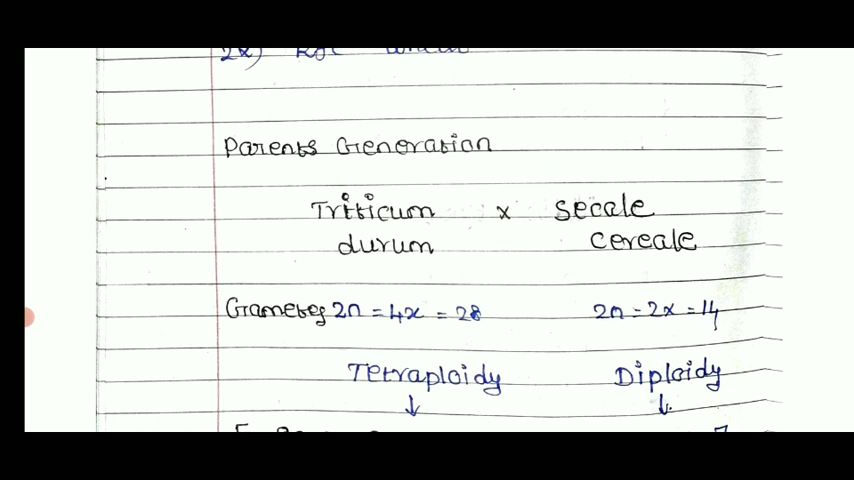 Parents Generation
Triticum x Secale
durum cereale
Gametes 2n = 4x = 28 2n = 2x = 14
Tetraploidy Diploidy
↓ ↓